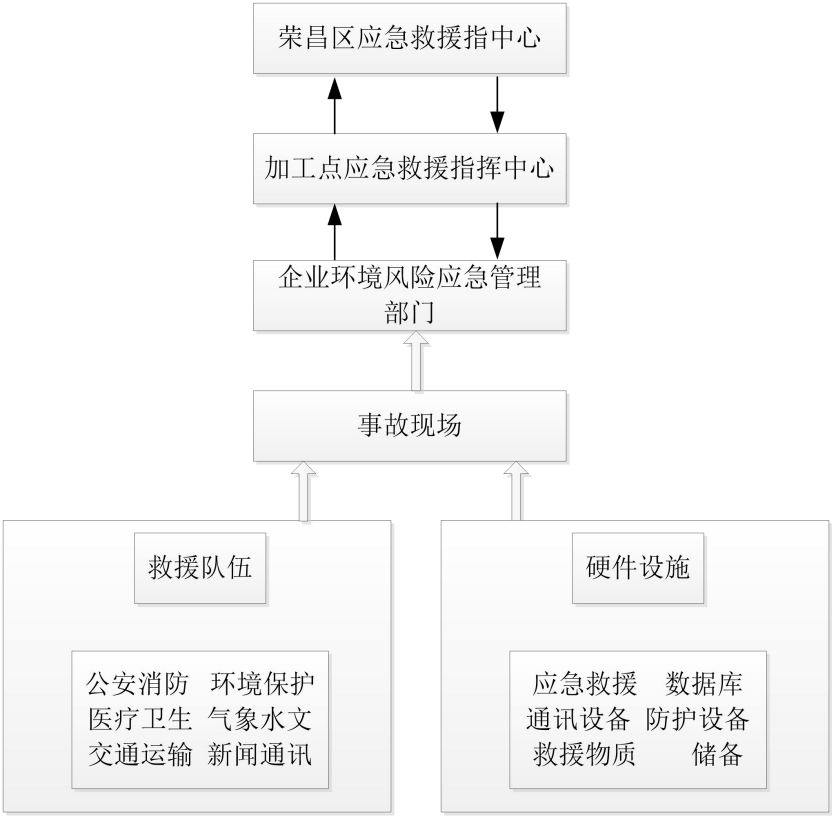 荣昌区应急救援指中心
加工点应急救援指挥中心
企业环境风险应急管理
部门
事故现场
救援队伍
公安消防 环境保护
医疗卫生 气象水文
交通运输 新闻通讯
硬件设施
应急救援 数据库
通讯设备 防护设备
救援物质 储备